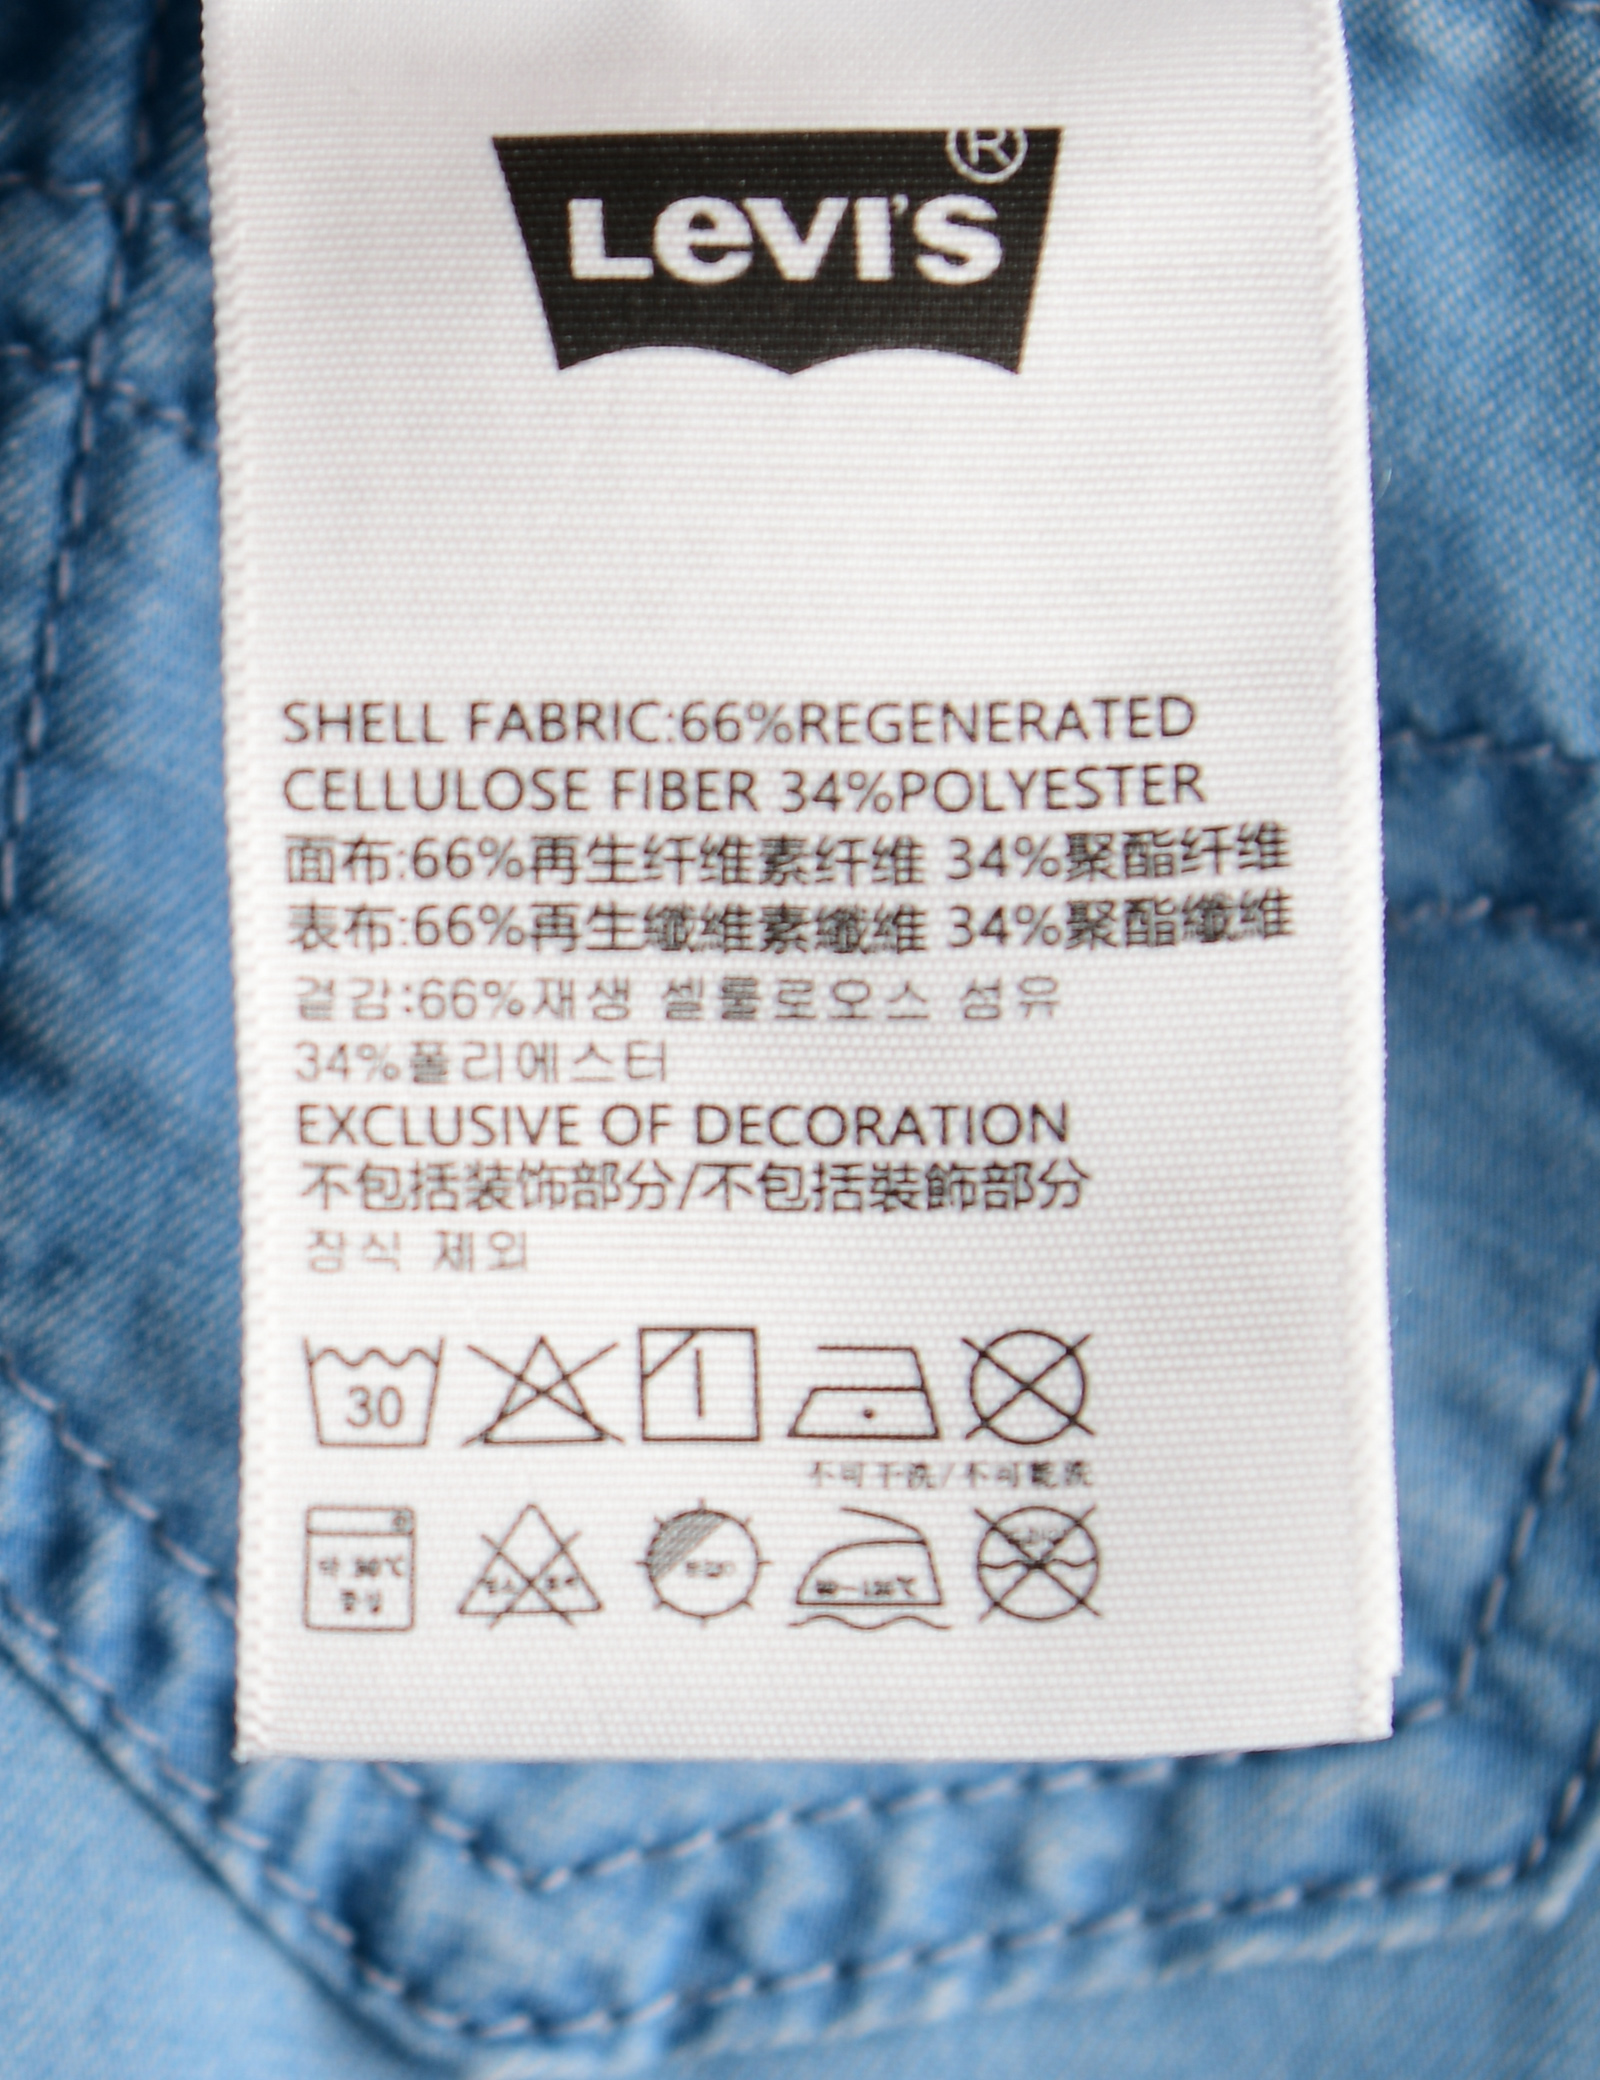 LEVI'S®
SHELL FABRIC:66%REGENERATED
CELLULOSE FIBER 34%POLYESTER
面布:66%再生纤维素纤维 34%聚酯纤维
表布:66%再生纖維素纖維 34%聚酯纖維
겉감:66%재생 셀룰로오스 섬유
34%폴리에스터
EXCLUSIVE OF DECORATION
不包括装饰部分/不包括裝飾部分
장식 제외
30
不可干洗/不可乾洗
약 30℃
중성